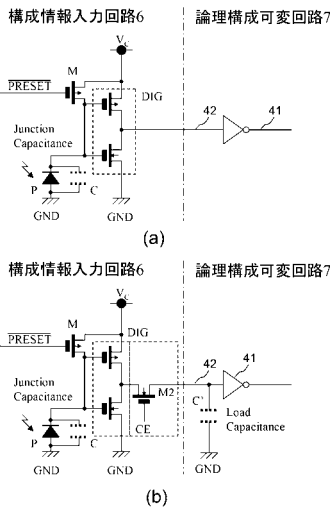 構成情報入力回路6 論理構成可変回路7
Vc
M
PRESET
DIG
42 41
Junction
Capacitance
P C
GND GND
(a)
構成情報入力回路6 論理構成可変回路7
Vc
M
DIG
PRESET
42 41
M2
C'
Junction
Capacitance
Load
Capacitance
P C CE
GND GND GND
(b)